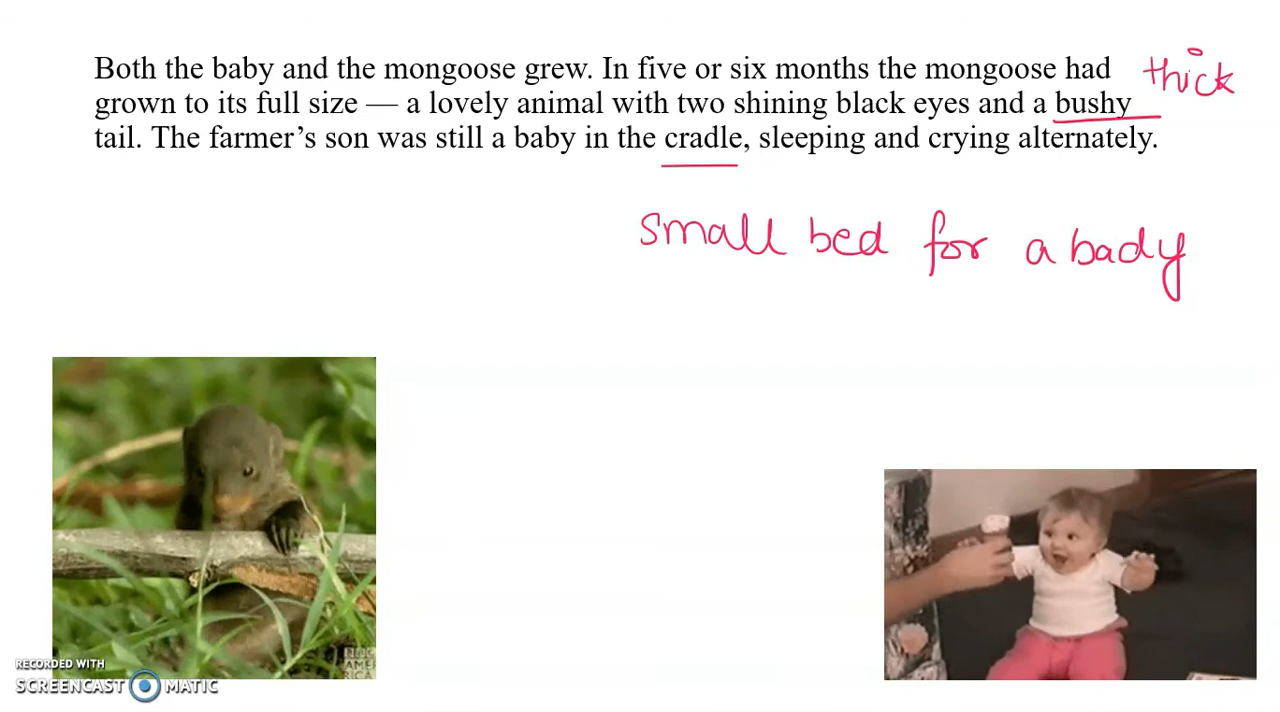 Both the baby and the mongoose grew. In five or six months the mongoose had
thick
grown to its full size — a lovely animal with two shining black eyes and a bushy
tail. The farmer’s son was still a baby in the cradle, sleeping and crying alternately.
small bed for a bady
RECORDED WITH
SCREENCAST MATIC